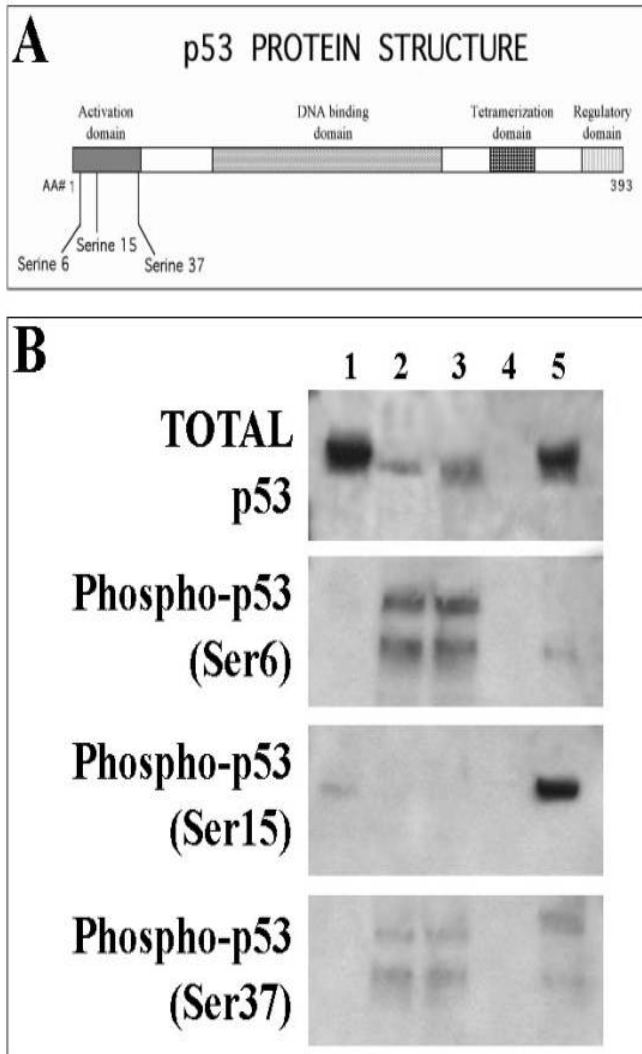 A
p53 PROTEIN STRUCTURE
Activation
domain
DNA binding
domain
Tetramerization
domain
Regulatory
domain
AA# 1
393
Serine 6
Serine 15
Serine 37
B
1 2 3 4 5
TOTAL
p53
Phospho-p53
(Ser6)
Phospho-p53
(Ser15)
Phospho-p53
(Ser37)